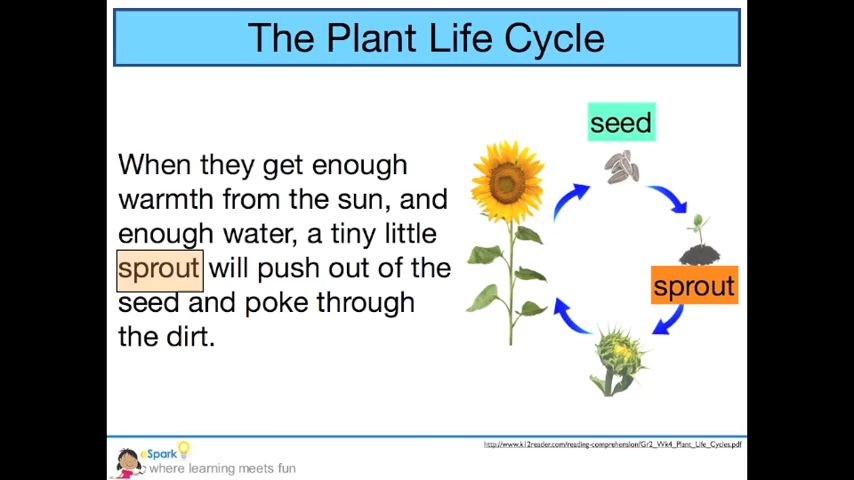 The Plant Life Cycle
seed
When they get enough
warmth from the sun, and
enough water, a tiny little
sprout will push out of the
seed and poke through
the dirt.
sprout
http://www.k12reader.com/reading-comprehension/Gr2_Wk4_Plant_Life_Cycles.pdf
eSpark
where learning meets fun